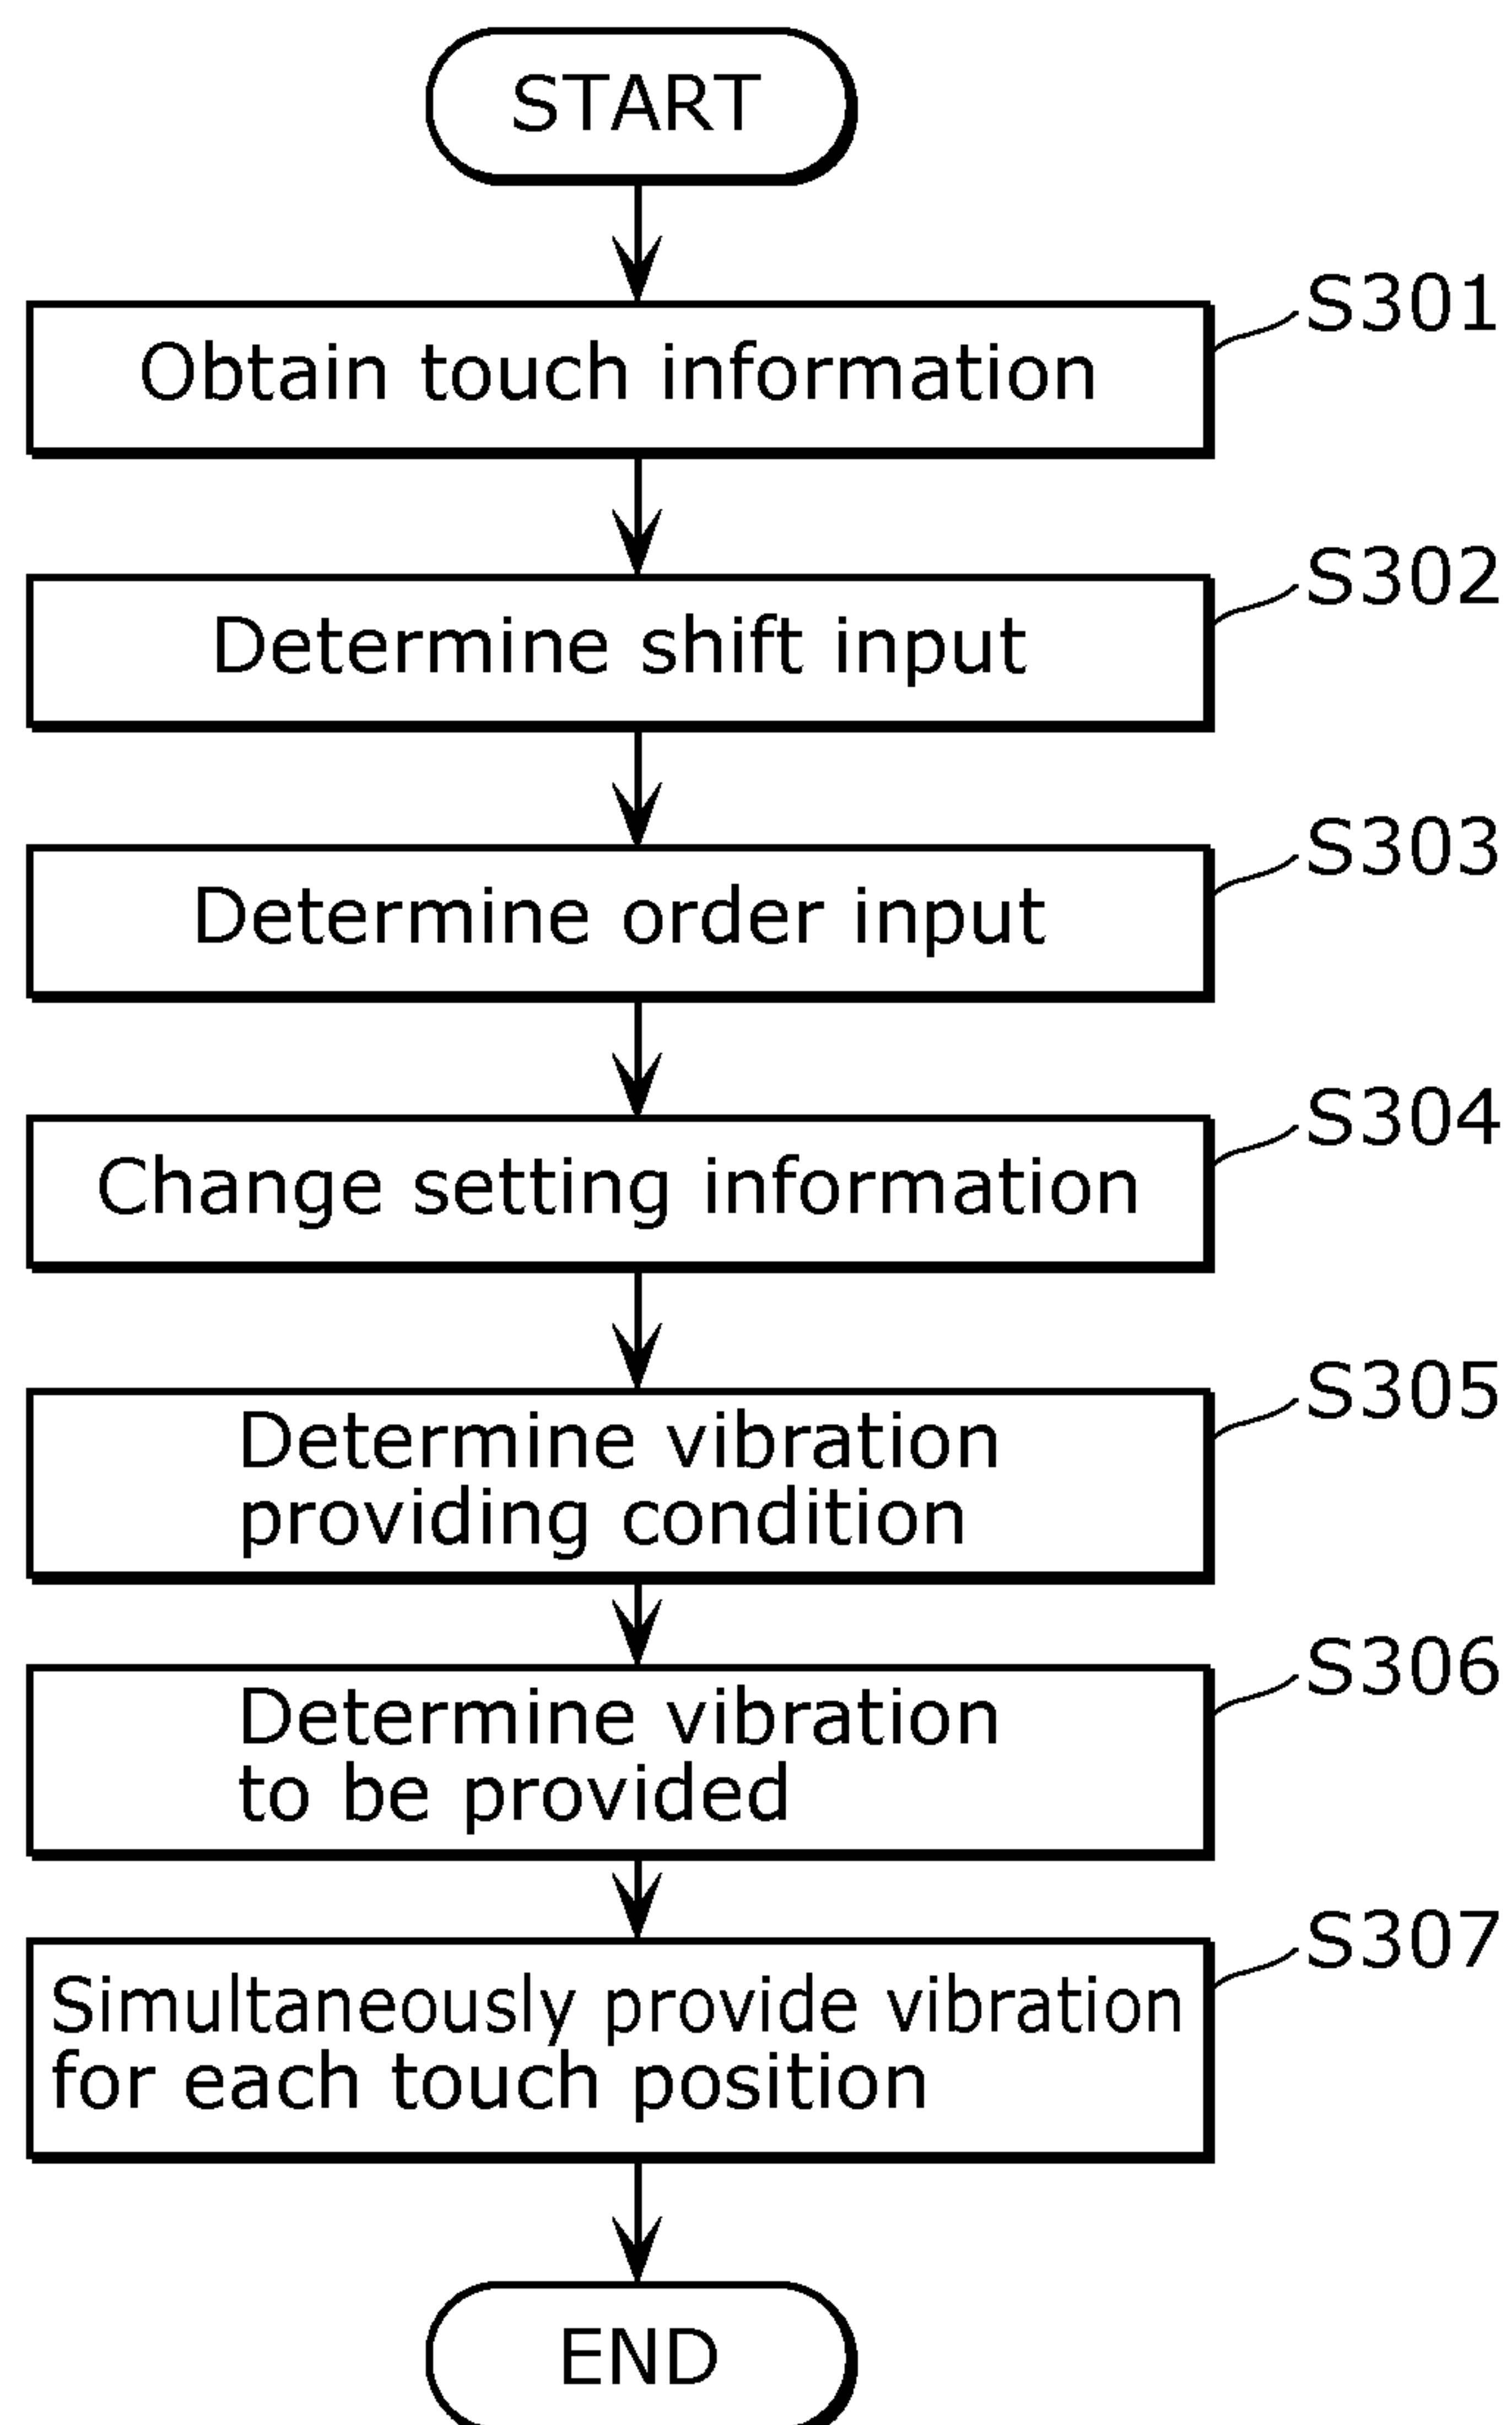 START
S301
Obtain touch information
S302
Determine shift input
S303
Determine order input
S304
Change setting information
S305
Determine vibration
providing condition
S306
Determine vibration
to be provided
S307
Simultaneously provide vibration
for each touch position
END